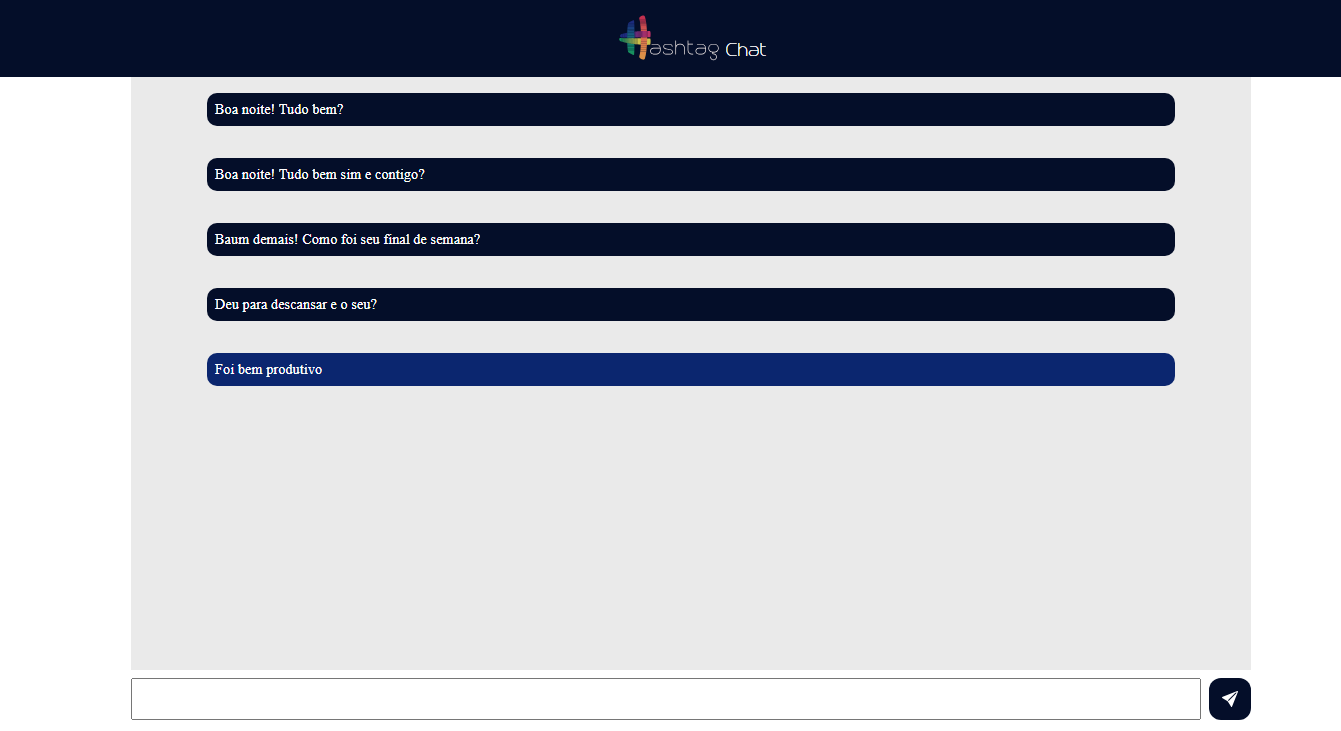 Hashtag Chat
Boa noite! Tudo bem?
Boa noite! Tudo bem sim e contigo?
Baum demais! Como foi seu final de semana?
Deu para descansar e o seu?
Foi bem produtivo